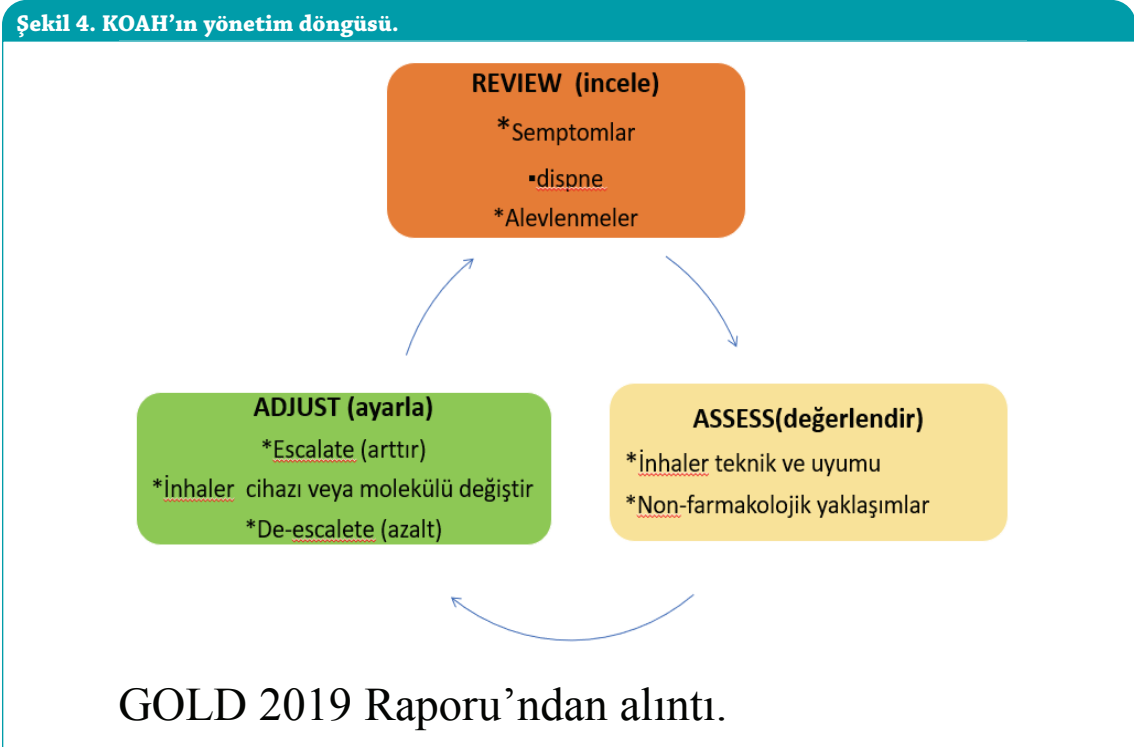 Şekil 4. KOAH’ın yönetim döngüsü.
REVIEW (incele)
*Semptomlar
▪dispne
*Alevlenmeler
ADJUST (ayarla)
*Escalate (arttır)
*İnhaler cihazı veya molekülü değiştir
*De-escalete (azalt)
ASSESS(değerlendir)
*İnhaler teknik ve uyumu
*Non-farmakolojik yaklaşımlar
GOLD 2019 Raporu’ndan alıntı.